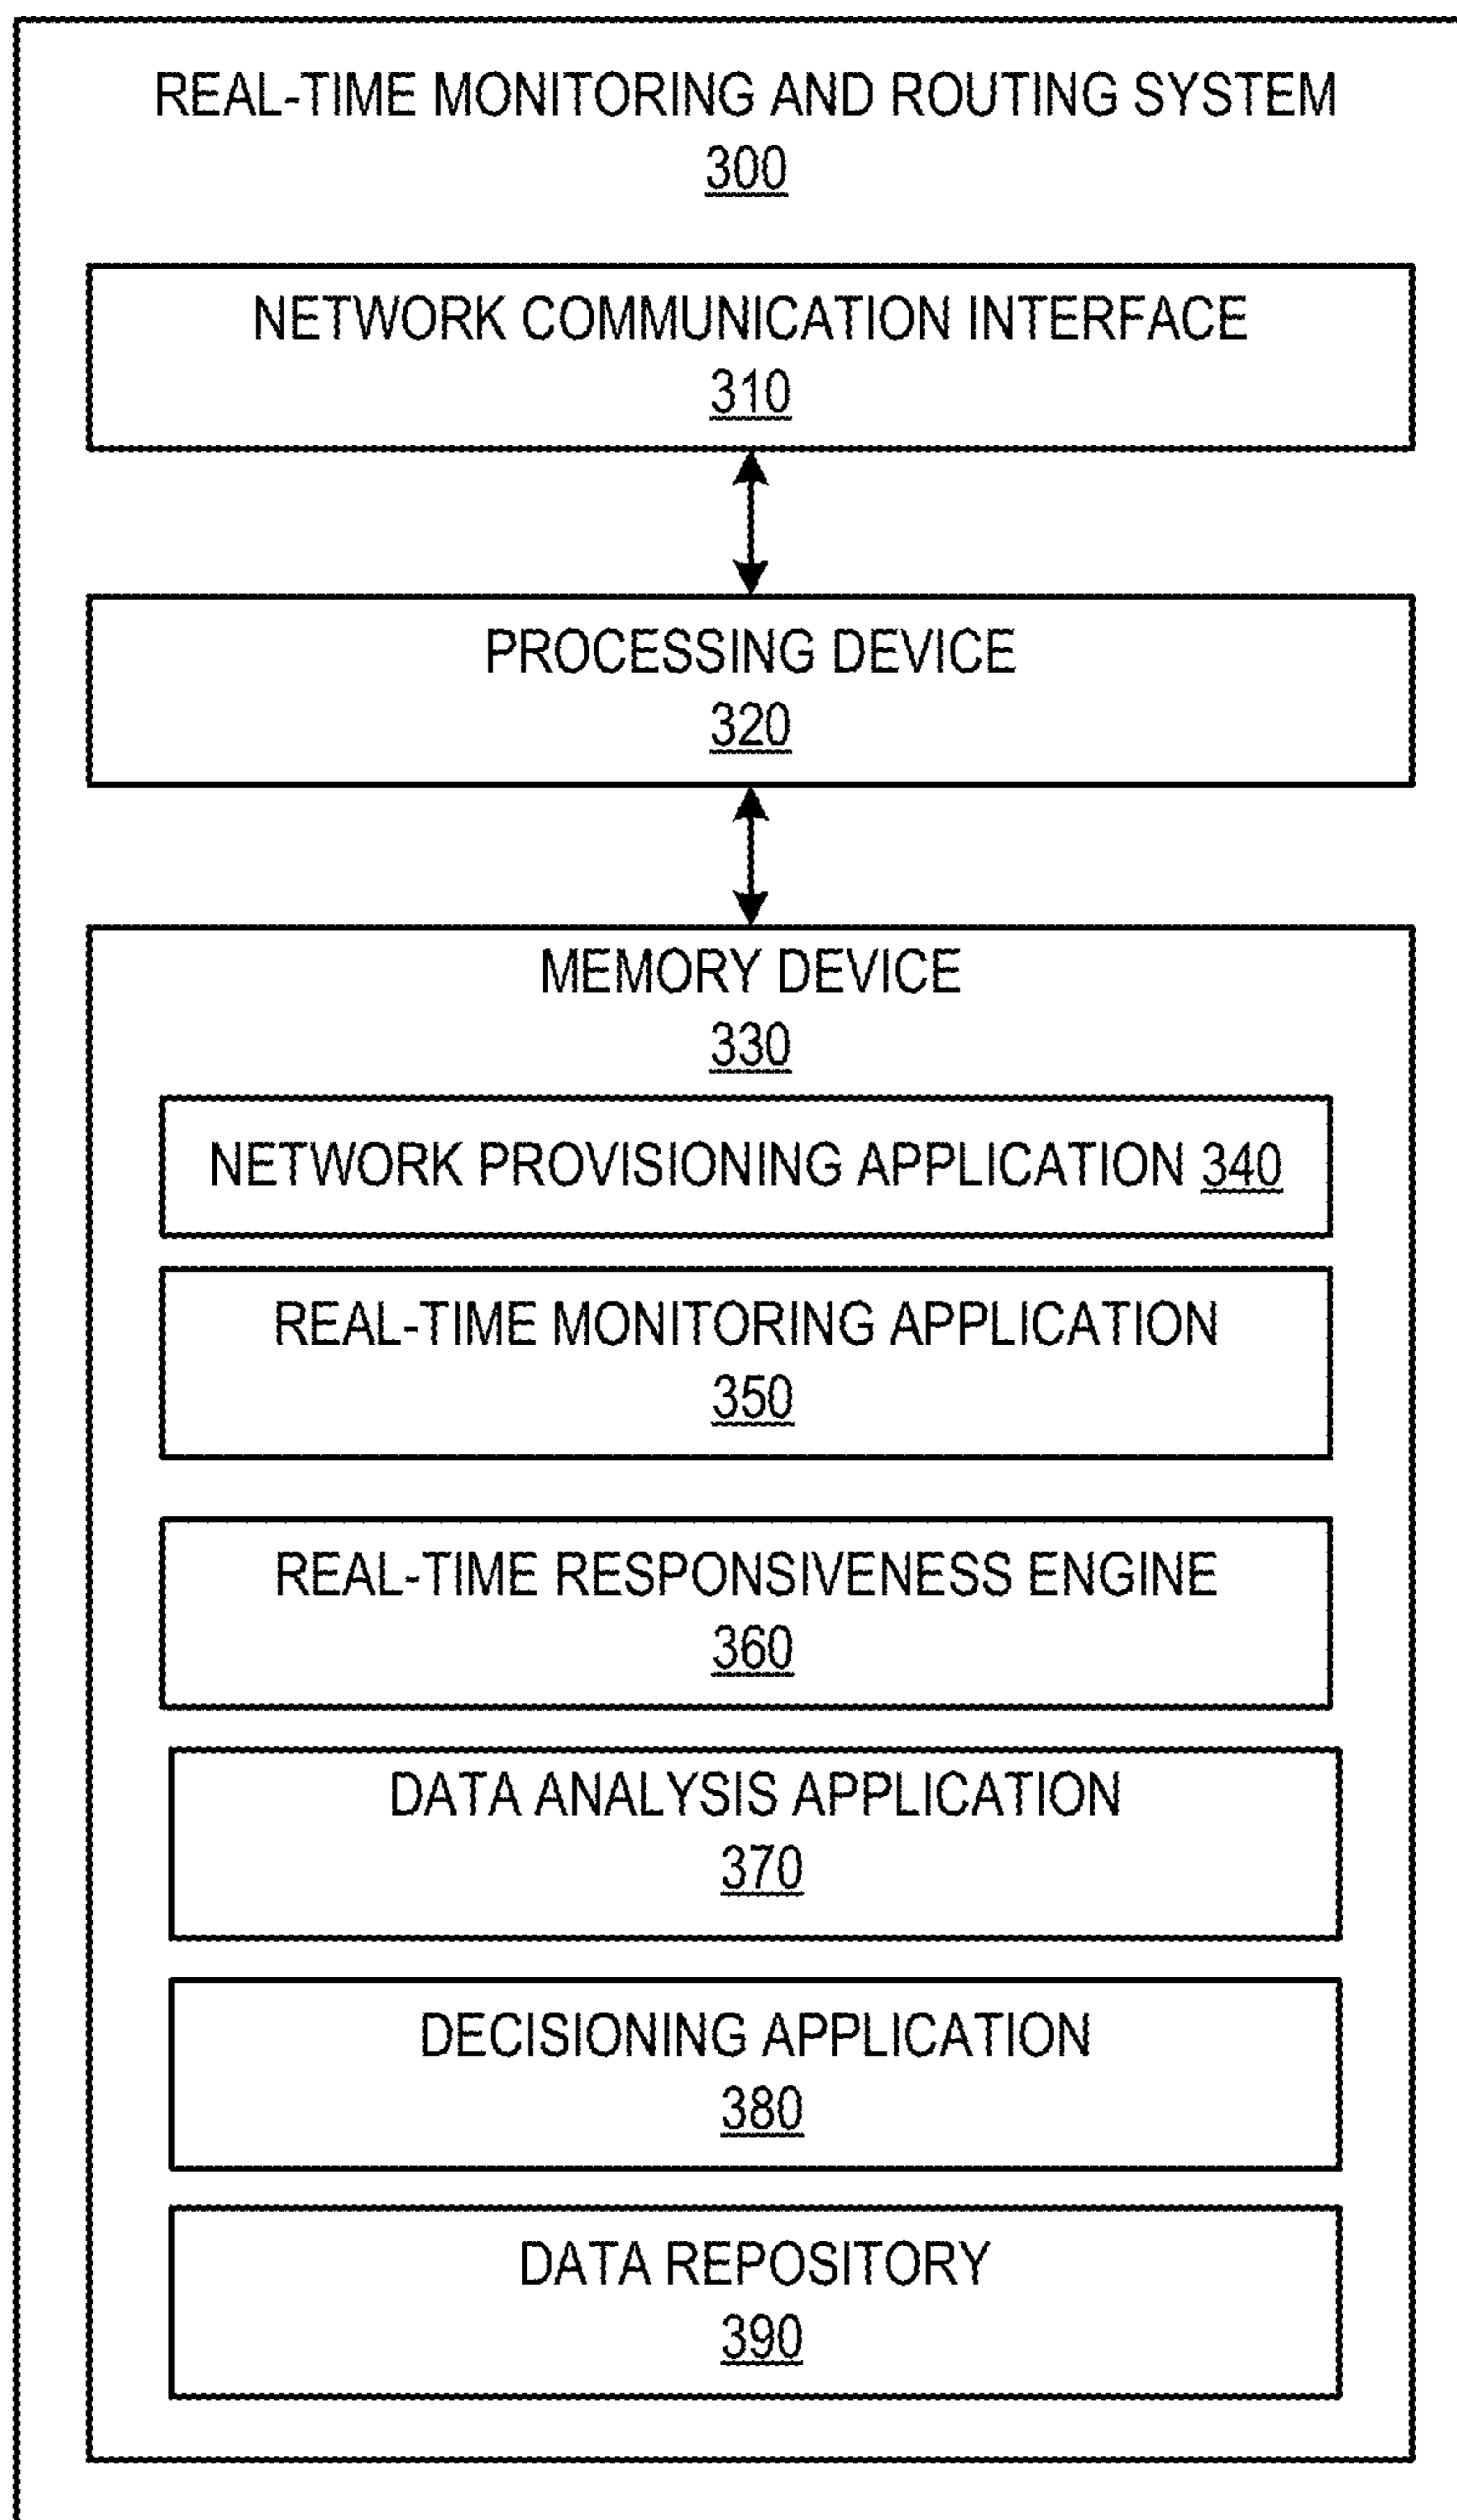 REAL-TIME MONITORING AND ROUTING SYSTEM
300
NETWORK COMMUNICATION INTERFACE
310
PROCESSING DEVICE
320
MEMORY DEVICE
330
NETWORK PROVISIONING APPLICATION 340
REAL-TIME MONITORING APPLICATION
350
REAL-TIME RESPONSIVENESS ENGINE
360
DATA ANALYSIS APPLICATION
370
DECISIONING APPLICATION
380
DATA REPOSITORY
390